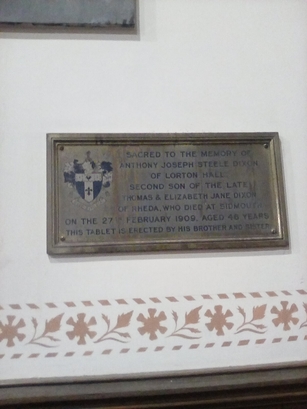 SACRED TO THE MEMORY OF
ANTHONY JOSEPH STEELE DIXON
OF LORTON HALL
SECOND SON OF THE LATE
THOMAS & ELIZABETH JANE DIXON
OF RHEDA, WHO DIED AT SIDMOUTH
ON THE 27TH FEBRUARY 1909, AGED 46 YEARS
THIS TABLET IS ERECTED BY HIS BROTHER AND SISTER